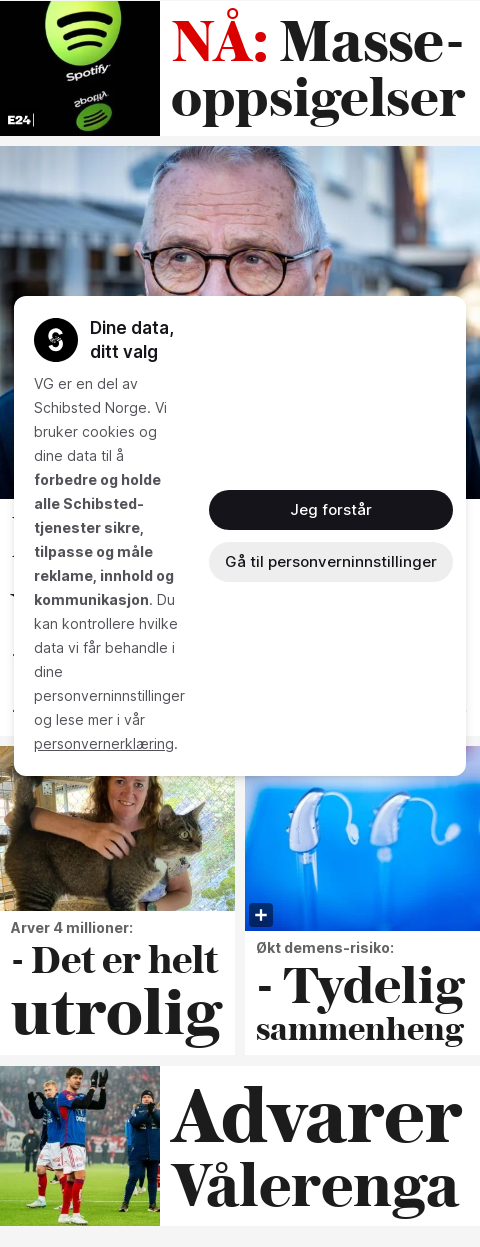 Spotify
E24
NÅ: Masse-
oppsigelser
Dine data,
ditt valg
VG er en del av
Schibsted Norge. Vi
bruker cookies og
dine data til å
forbedre og holde
alle Schibsted-
tjenester sikre,
tilpasse og måle
reklame, innhold og
kommunikasjon. Du
kan kontrollere hvilke
data vi får behandle i
dine
personverninnstillinger
og lese mer i vår
personvernerklæring.
Jeg forstår
Gå til personverninnstillinger
Arver 4 millioner:
- Det er helt
utrolig
Økt demens-risiko:
- Tydelig
sammenheng
Advarer
Vålerenga